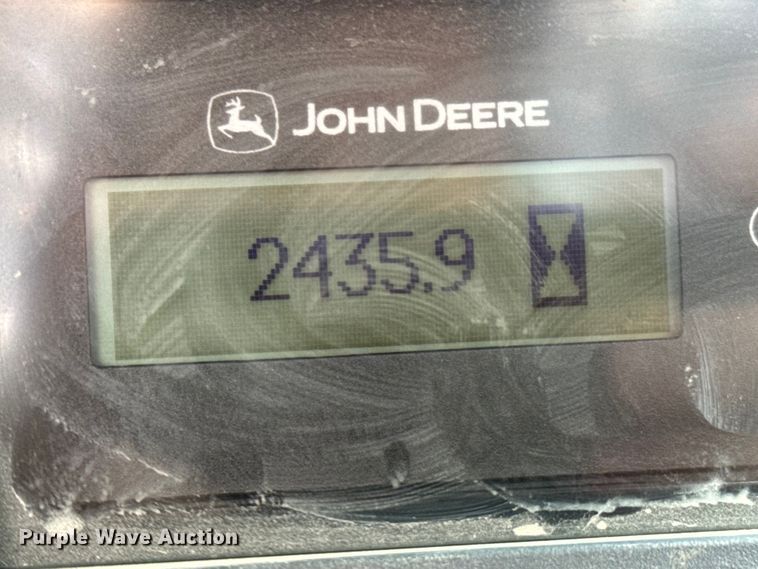 JOHN DEERE
2435.9
Purple Wave Auction